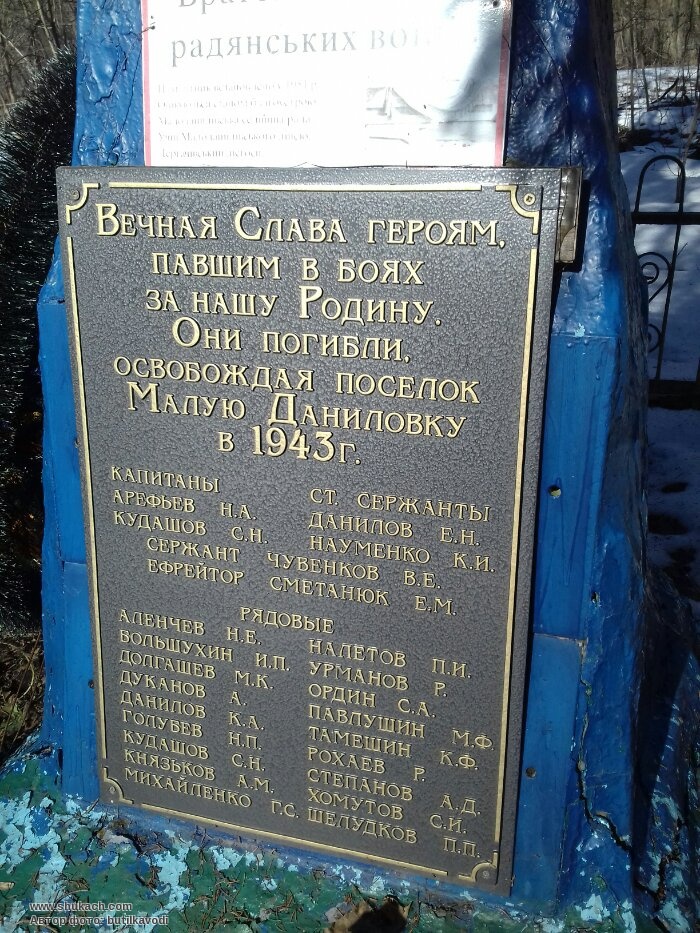 радянських
Вечная Слава героям,
павшим в боях
за нашу Родину.
Они погибли,
освобождая поселок
Малую Даниловку
в 1943г.
КАПИТАНЫ
АРЕФЬЕВ Н.А.
КУДАШОВ С.Н.
СТ. СЕРЖАНТЫ
ДАНИЛОВ Е.Н.
НАУМЕНКО К.И.
СЕРЖАНТ ЧУВЕНКОВ В.Е.
ЕФРЕЙТОР СМЕТАНЮК Е.М.
РЯДОВЫЕ
АЛЕНЧЕВ Н.Е.
ВОЛЬШУХИН И.П.
ДОЛГАШЕВ М.К.
ДУКАНОВ А.
ДАНИЛОВ К.А.
ГОЛУБЕВ Н.П.
КУДАШОВ С.Н.
КНЯЗЬКОВ А.М.
МИХАЙЛЕНКО Г.С.
НАЛЕТОВ П.И.
УРМАНОВ Р.
ОРДИН С.А.
ПАВЛУШИН М.Ф.
ТАМЕШИН К.Ф.
РОХАЕВ Р.
СТЕПАНОВ А.Д.
ХОМУТОВ С.И.
ШЕЛУДКОВ П.П.
www.shukach.com
Автор фото: butilkavodi